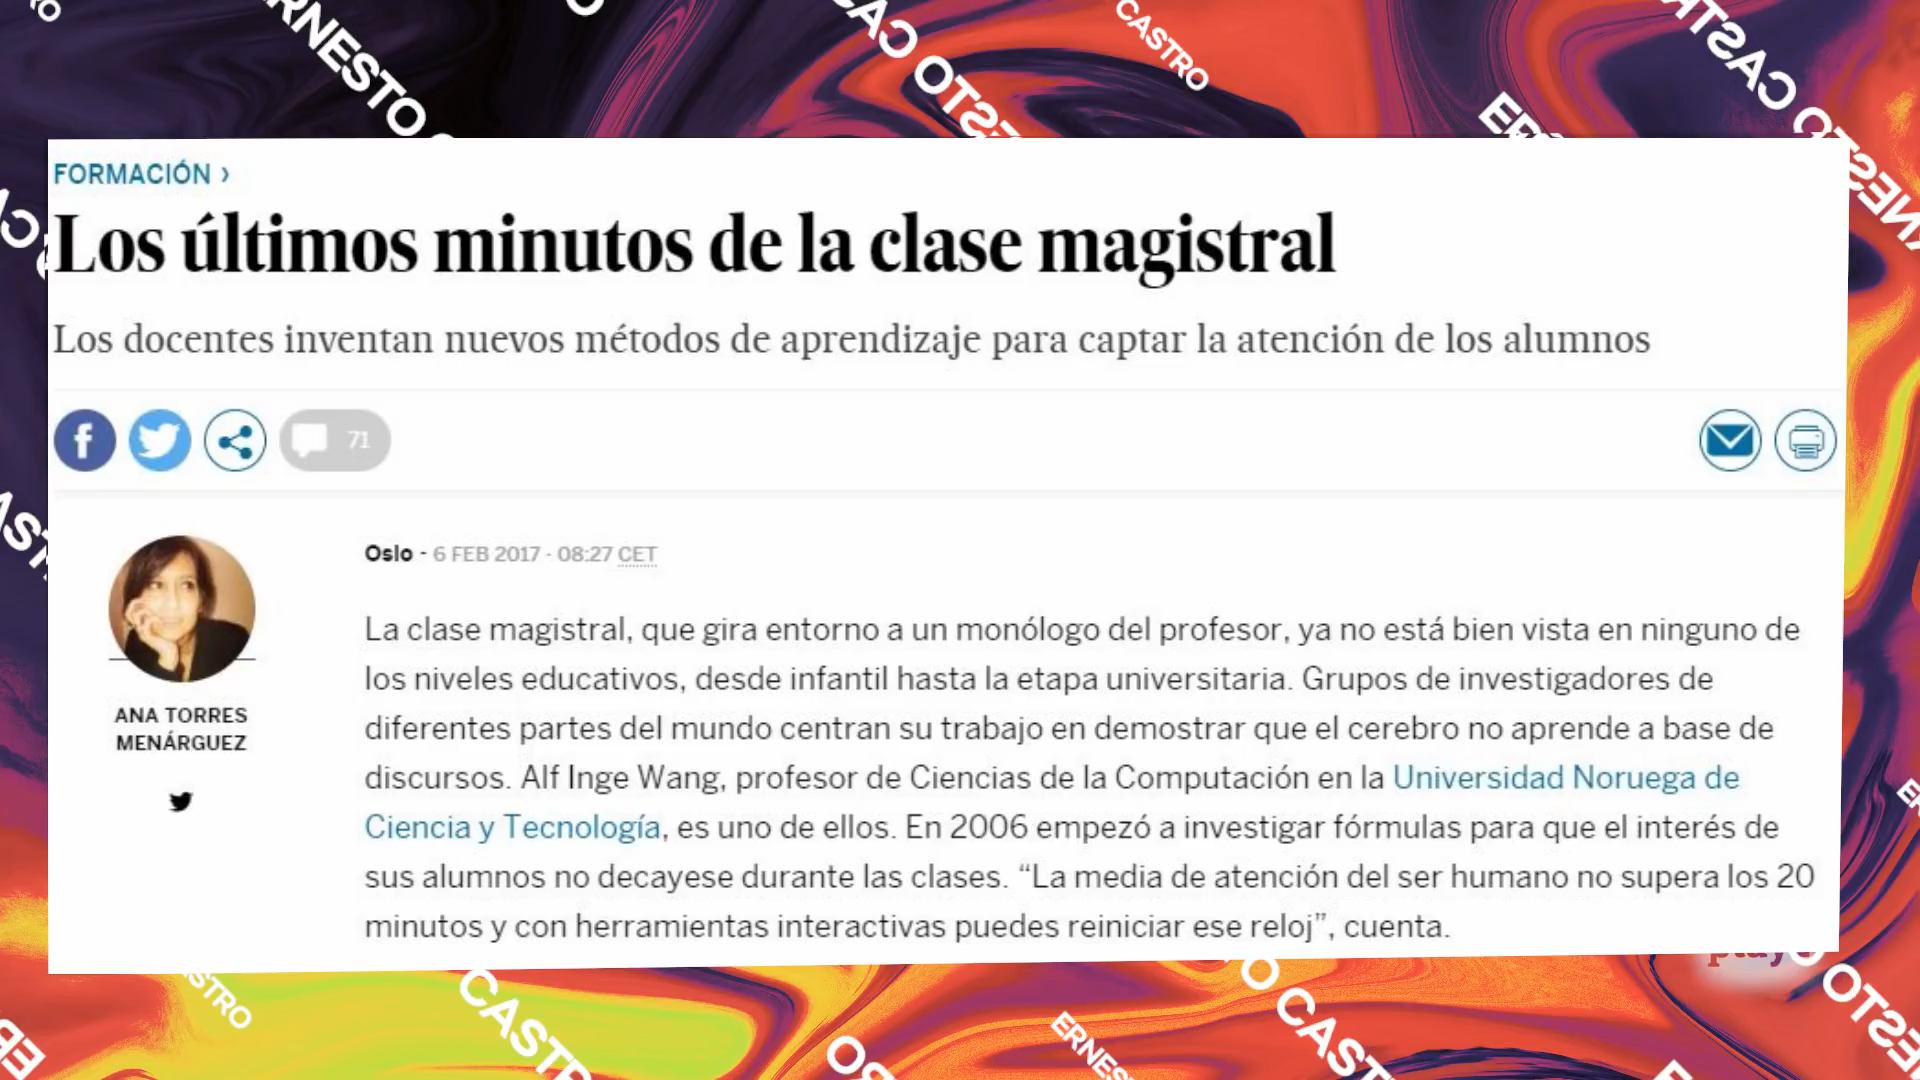 ERNESTO
CASTRO
FORMACIÓN ›
Los últimos minutos de la clase magistral
Los docentes inventan nuevos métodos de aprendizaje para captar la atención de los alumnos
71
Oslo - 6 FEB 2017 - 08:27 CET
ANA TORRES
MENÁRGUEZ
La clase magistral, que gira entorno a un monólogo del profesor, ya no está bien vista en ninguno de
los niveles educativos, desde infantil hasta la etapa universitaria. Grupos de investigadores de
diferentes partes del mundo centran su trabajo en demostrar que el cerebro no aprende a base de
discursos. Alf Inge Wang, profesor de Ciencias de la Computación en la Universidad Noruega de
Ciencia y Tecnología, es uno de ellos. En 2006 empezó a investigar fórmulas para que el interés de
sus alumnos no decayese durante las clases. “La media de atención del ser humano no supera los 20
minutos y con herramientas interactivas puedes reiniciar ese reloj”, cuenta.